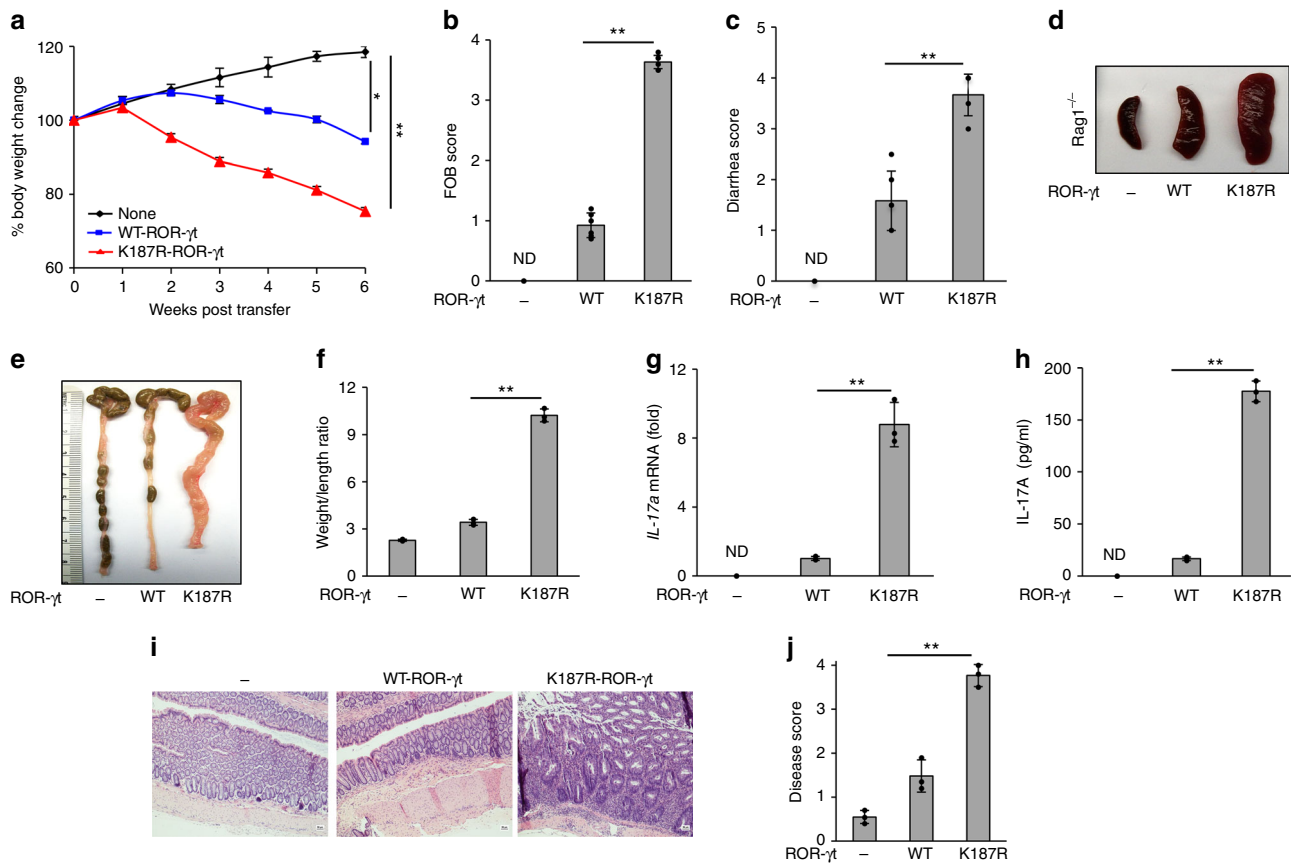 a
120
100
80
60
% body weight change
None
WT-ROR-γt
K187R-ROR-γt
*
**
0 1 2 3 4 5 6
Weeks post transfer
b
FOB score
4
3
2
1
0
**
ND
ROR-γt – WT K187R
c
Diarrhea score
5
4
3
2
1
0
**
ND
ROR-γt – WT K187R
d
Rag1−/−
ROR-γt – WT K187R
e
ROR-γt – WT K187R
f
Weight/length ratio
12
9
6
3
0
**
ROR-γt – WT K187R
g
IL-17a mRNA (fold)
12
8
4
0
**
ND
ROR-γt – WT K187R
h
IL-17A (pg/ml)
200
150
100
50
0
**
ND
ROR-γt – WT K187R
i
– WT-ROR-γt K187R-ROR-γt
j
Disease score
4
3
2
1
0
**
ROR-γt – WT K187R